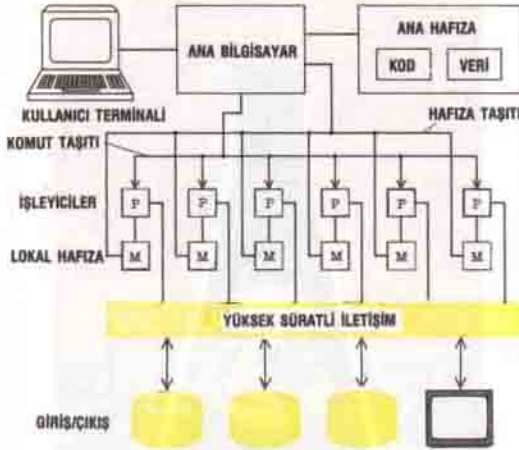 ANA BİLGİSAYAR
ANA HAFIZA
KOD
VERİ
KULLANICI TERMİNALİ
HAFIZA TAŞITI
KOMUT TAŞITI
İŞLEYİCİLER
P P P P P P
LOKAL HAFIZA
M M M M M M
YÜKSEK SÜRATLİ İLETİŞİM
GİRİŞ/ÇIKIŞ